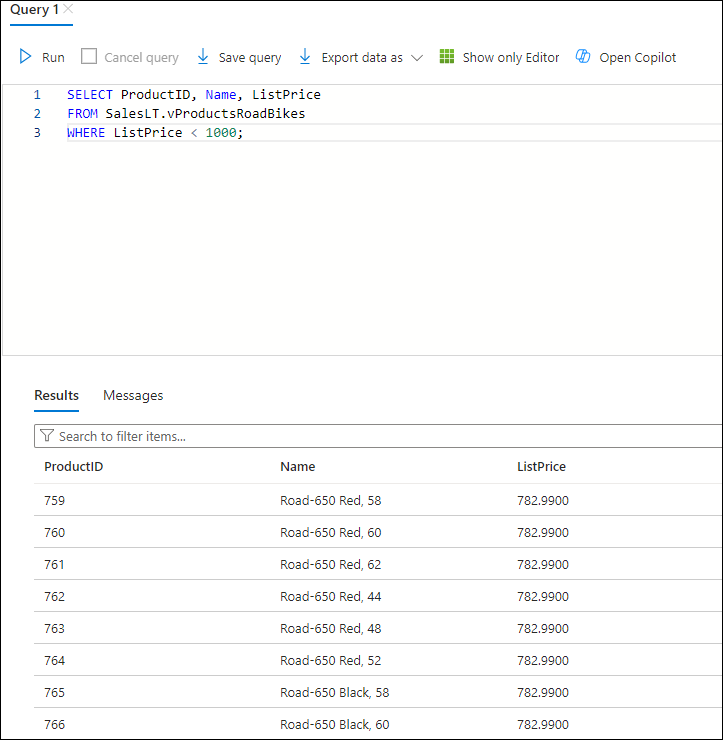 Query 1
Run Cancel query Save query Export data as Show only Editor Open Copilot
1 SELECT ProductID, Name, ListPrice
2 FROM SalesLT.vProductsRoadBikes
3 WHERE ListPrice < 1000;
Results Messages
Search to filter items...
ProductID Name ListPrice
759 Road-650 Red, 58 782.9900
760 Road-650 Red, 60 782.9900
761 Road-650 Red, 62 782.9900
762 Road-650 Red, 44 782.9900
763 Road-650 Red, 48 782.9900
764 Road-650 Red, 52 782.9900
765 Road-650 Black, 58 782.9900
766 Road-650 Black, 60 782.9900